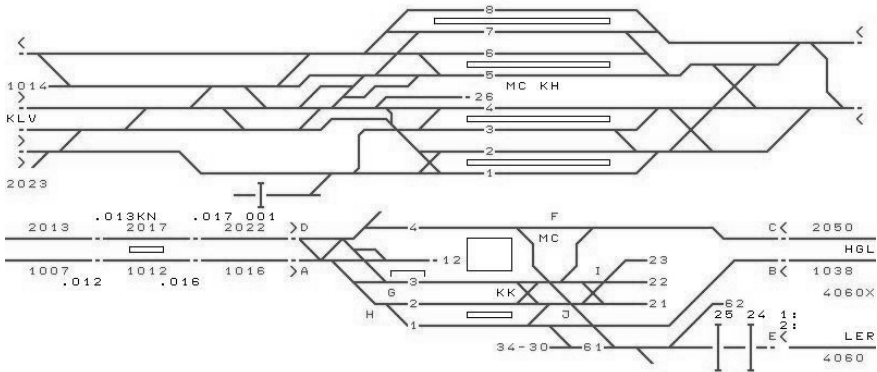 8
7
6
5
1014
MC KH
-26
4
KLV
3
2
1
2023
.013KN .017 001
2013 2017 2022 D 4 F C 2050
MC
HGL
-12 23
1007 1012 1016 A I B 1038
.012 .016 3 22
G KK 4060X
2 21 62
H J 25 24 1:
1 2:
E LER
34-30 61
4060